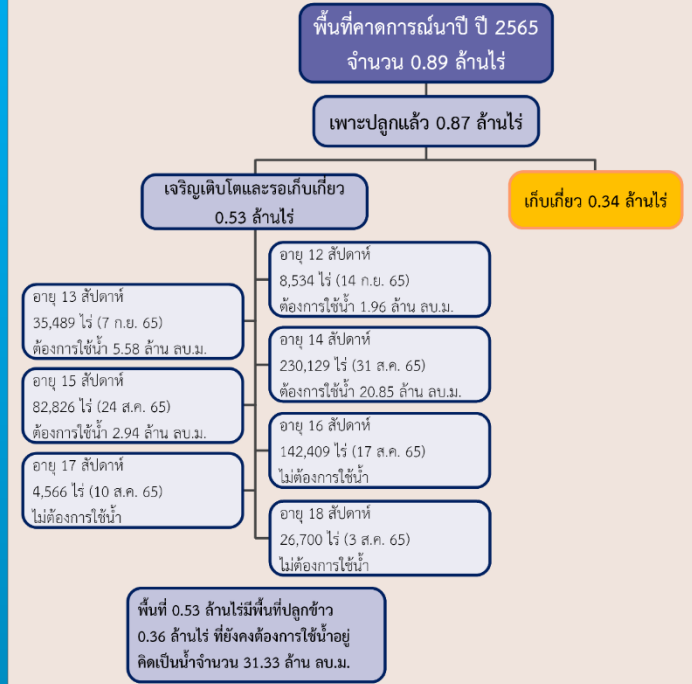 พื้นที่คาดการณ์นาปี ปี 2565
จำนวน 0.89 ล้านไร่
เพาะปลูกแล้ว 0.87 ล้านไร่
เจริญเติบโตและรอเก็บเกี่ยว
0.53 ล้านไร่
เก็บเกี่ยว 0.34 ล้านไร่
อายุ 12 สัปดาห์
8,534 ไร่ (14 ก.ย. 65)
ต้องการใช้น้ำ 1.96 ล้าน ลบ.ม.
อายุ 13 สัปดาห์
35,489 ไร่ (7 ก.ย. 65)
ต้องการใช้น้ำ 5.58 ล้าน ลบ.ม.
อายุ 14 สัปดาห์
230,129 ไร่ (31 ส.ค. 65)
ต้องการใช้น้ำ 20.85 ล้าน ลบ.ม.
อายุ 15 สัปดาห์
82,826 ไร่ (24 ส.ค. 65)
ต้องการใช้น้ำ 2.94 ล้าน ลบ.ม.
อายุ 16 สัปดาห์
142,409 ไร่ (17 ส.ค. 65)
ไม่ต้องการใช้น้ำ
อายุ 17 สัปดาห์
4,566 ไร่ (10 ส.ค. 65)
ไม่ต้องการใช้น้ำ
อายุ 18 สัปดาห์
26,700 ไร่ (3 ส.ค. 65)
ไม่ต้องการใช้น้ำ
พื้นที่ 0.53 ล้านไร่มีพื้นที่ปลูกข้าว
0.36 ล้านไร่ ที่ยังคงต้องการใช้น้ำอยู่
คิดเป็นน้ำจำนวน 31.33 ล้าน ลบ.ม.